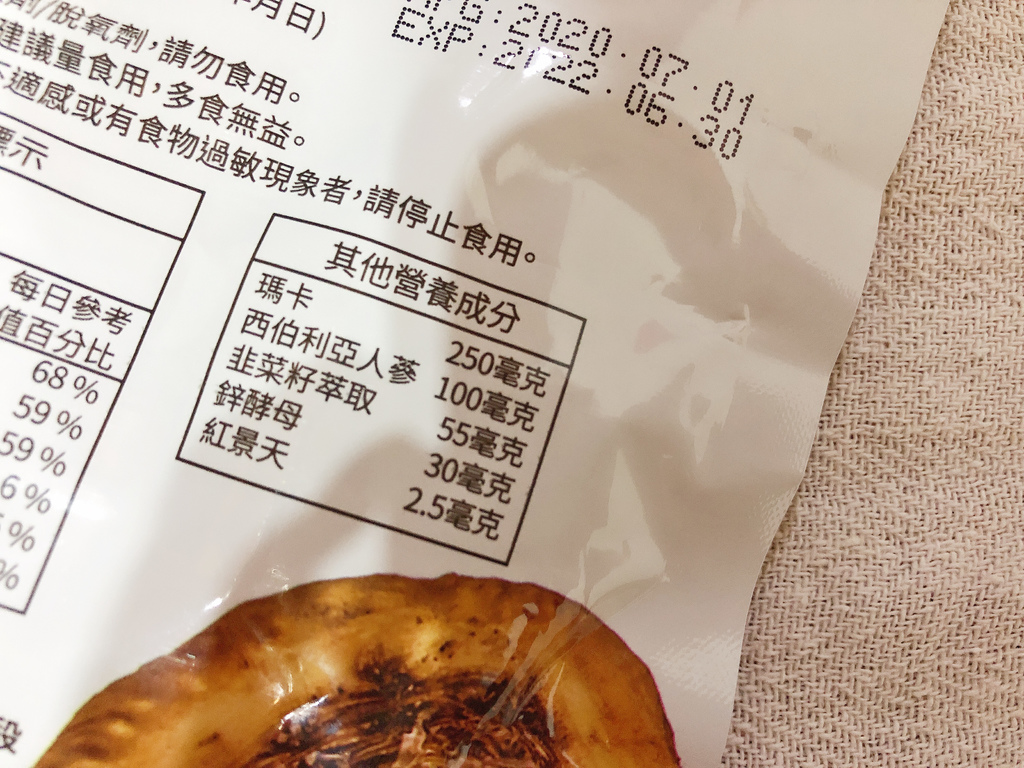 年月日)
MFG:2020.07.01
EXP:2022.06.30
劑/脫氧劑,請勿食用。
建議量食用,多食無益。
不適感或有食物過敏現象者,請停止食用。
標示
每日參考
值百分比
68%
59%
59%
6%
%
%
其他營養成分
瑪卡 250毫克
西伯利亞人蔘 100毫克
韭菜籽萃取 55毫克
鋅酵母 30毫克
紅景天 2.5毫克
段